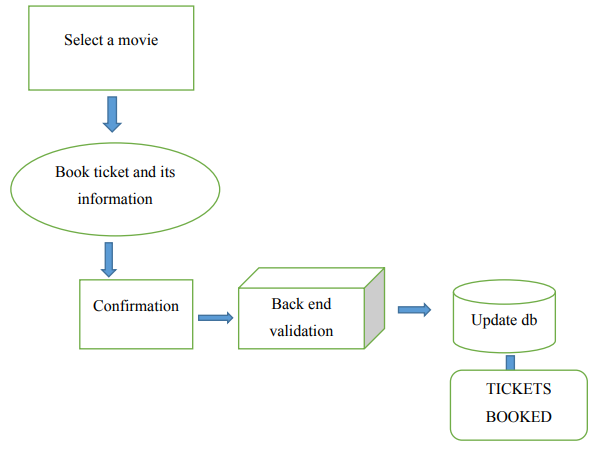 Select a movie
Book ticket and its
information
Confirmation
Back end
validation
Update db
TICKETS
BOOKED